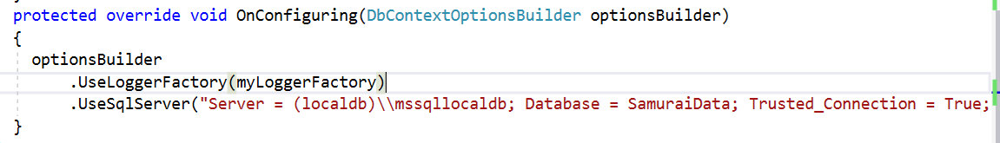 protected override void OnConfiguring(DbContextOptionsBuilder optionsBuilder)
{
optionsBuilder
.UseLoggerFactory(myLoggerFactory)
.UseSqlServer("Server = (localdb)\\mssqllocaldb; Database = SamuraiData; Trusted_Connection = True;
}